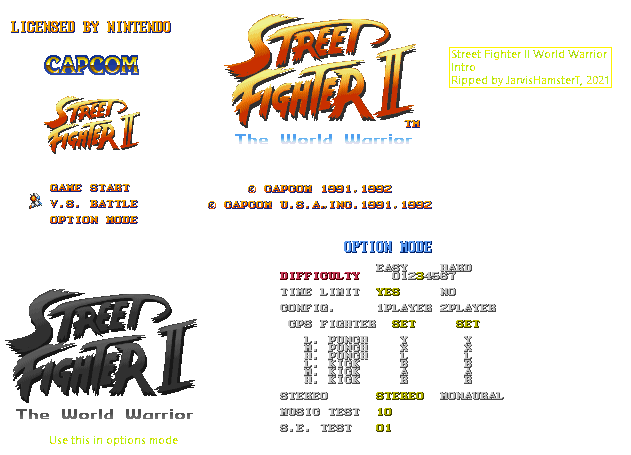 LICENSED BY NINTENDO
CAPCOM
STREET
FIGHTER II
STREET
FIGHTER II
TM
The World Warrior
Street Fighter II World Warrior
Intro
Ripped by JarvisHamsterT, 2021
GAME START
V.S. BATTLE
OPTION MODE
© CAPCOM 1991,1992
© CAPCOM U.S.A.,INC.1991,1992
STREET
FIGHTER II
The World Warrior
Use this in options mode
OPTION MODE
EASY HARD
DIFFICULTY 01234567
TIME LIMIT YES NO
CONFIG. 1PLAYER 2PLAYER
CPS FIGHTER SET SET
L. PUNCH Y Y
M. PUNCH X X
H. PUNCH L L
L. KICK B B
M. KICK A A
H. KICK R R
STEREO STEREO MONAURAL
MUSIC TEST 10
S.E. TEST 01